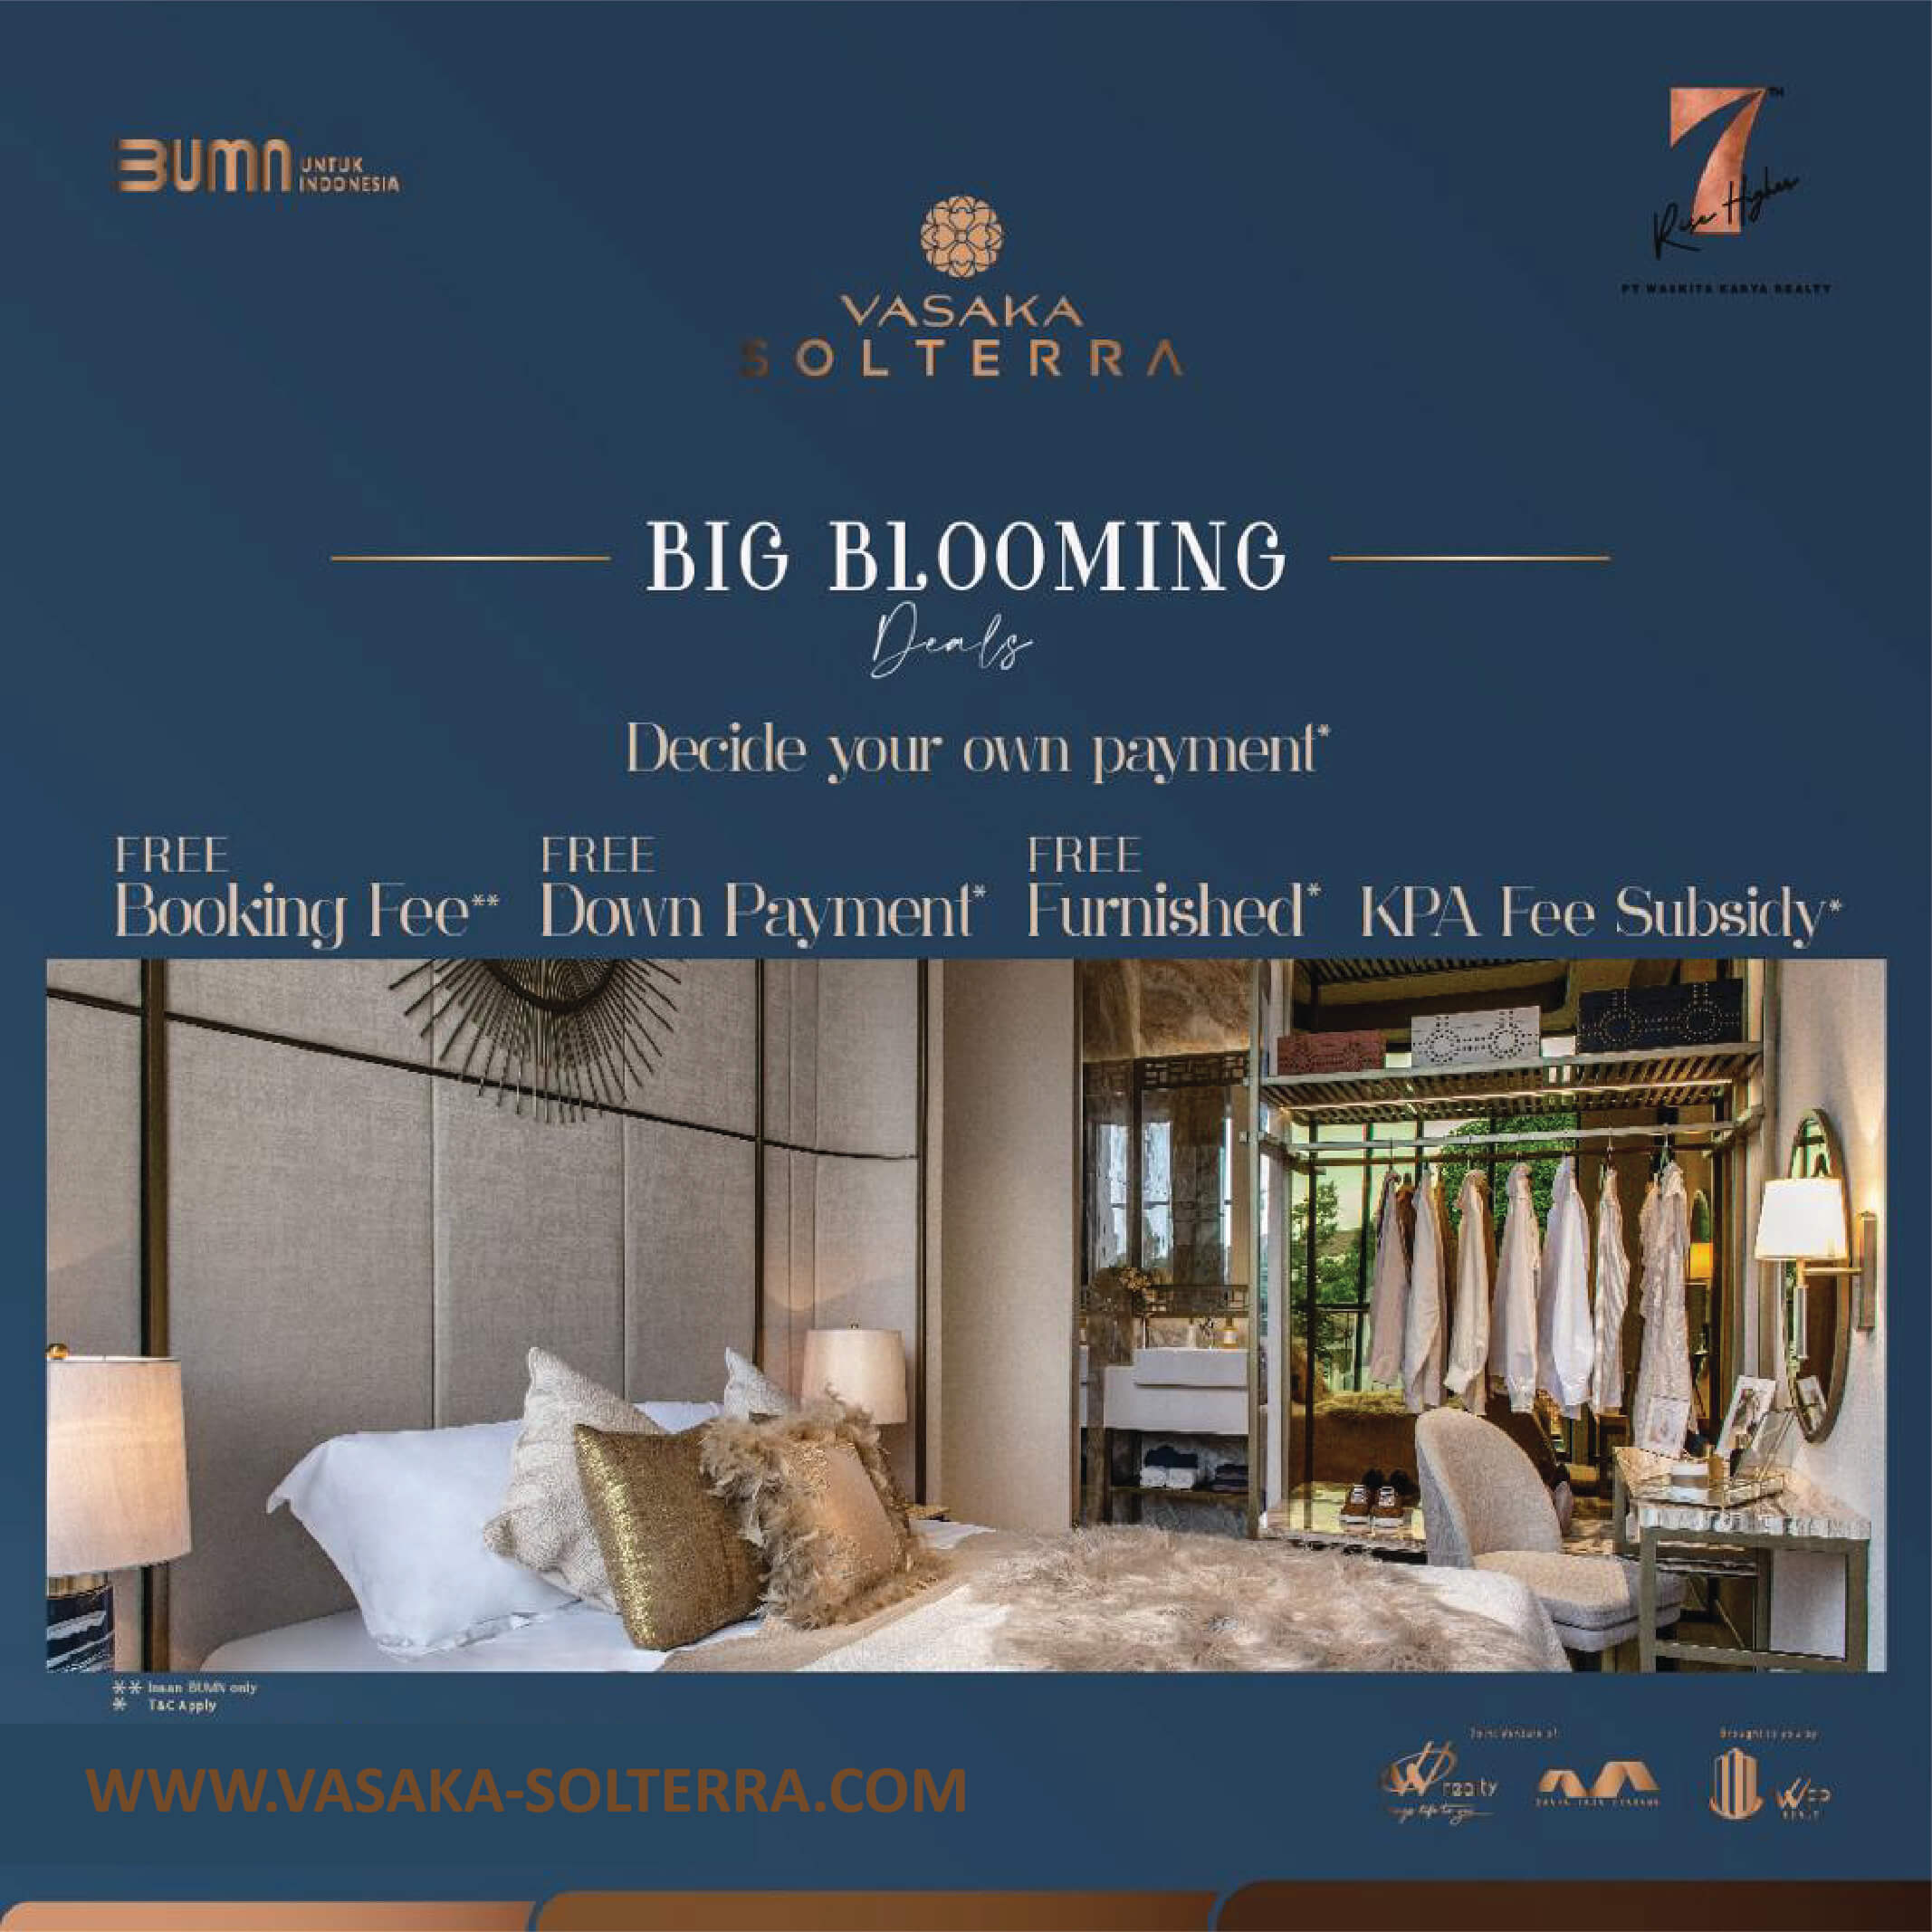 BUMN UNTUK
INDONESIA
7TH
Rise Higher
PT WASKITA KARYA REALTY
VASAKA
SOLTERRA
BIG BLOOMING
Deals
Decide your own payment*
FREE
Booking Fee**
FREE
Down Payment*
FREE
Furnished*
KPA Fee Subsidy*
** Insan BUMN only
* T&C Apply
WWW.VASAKA-SOLTERRA.COM
Joint Venture of
realty
Brought to you by